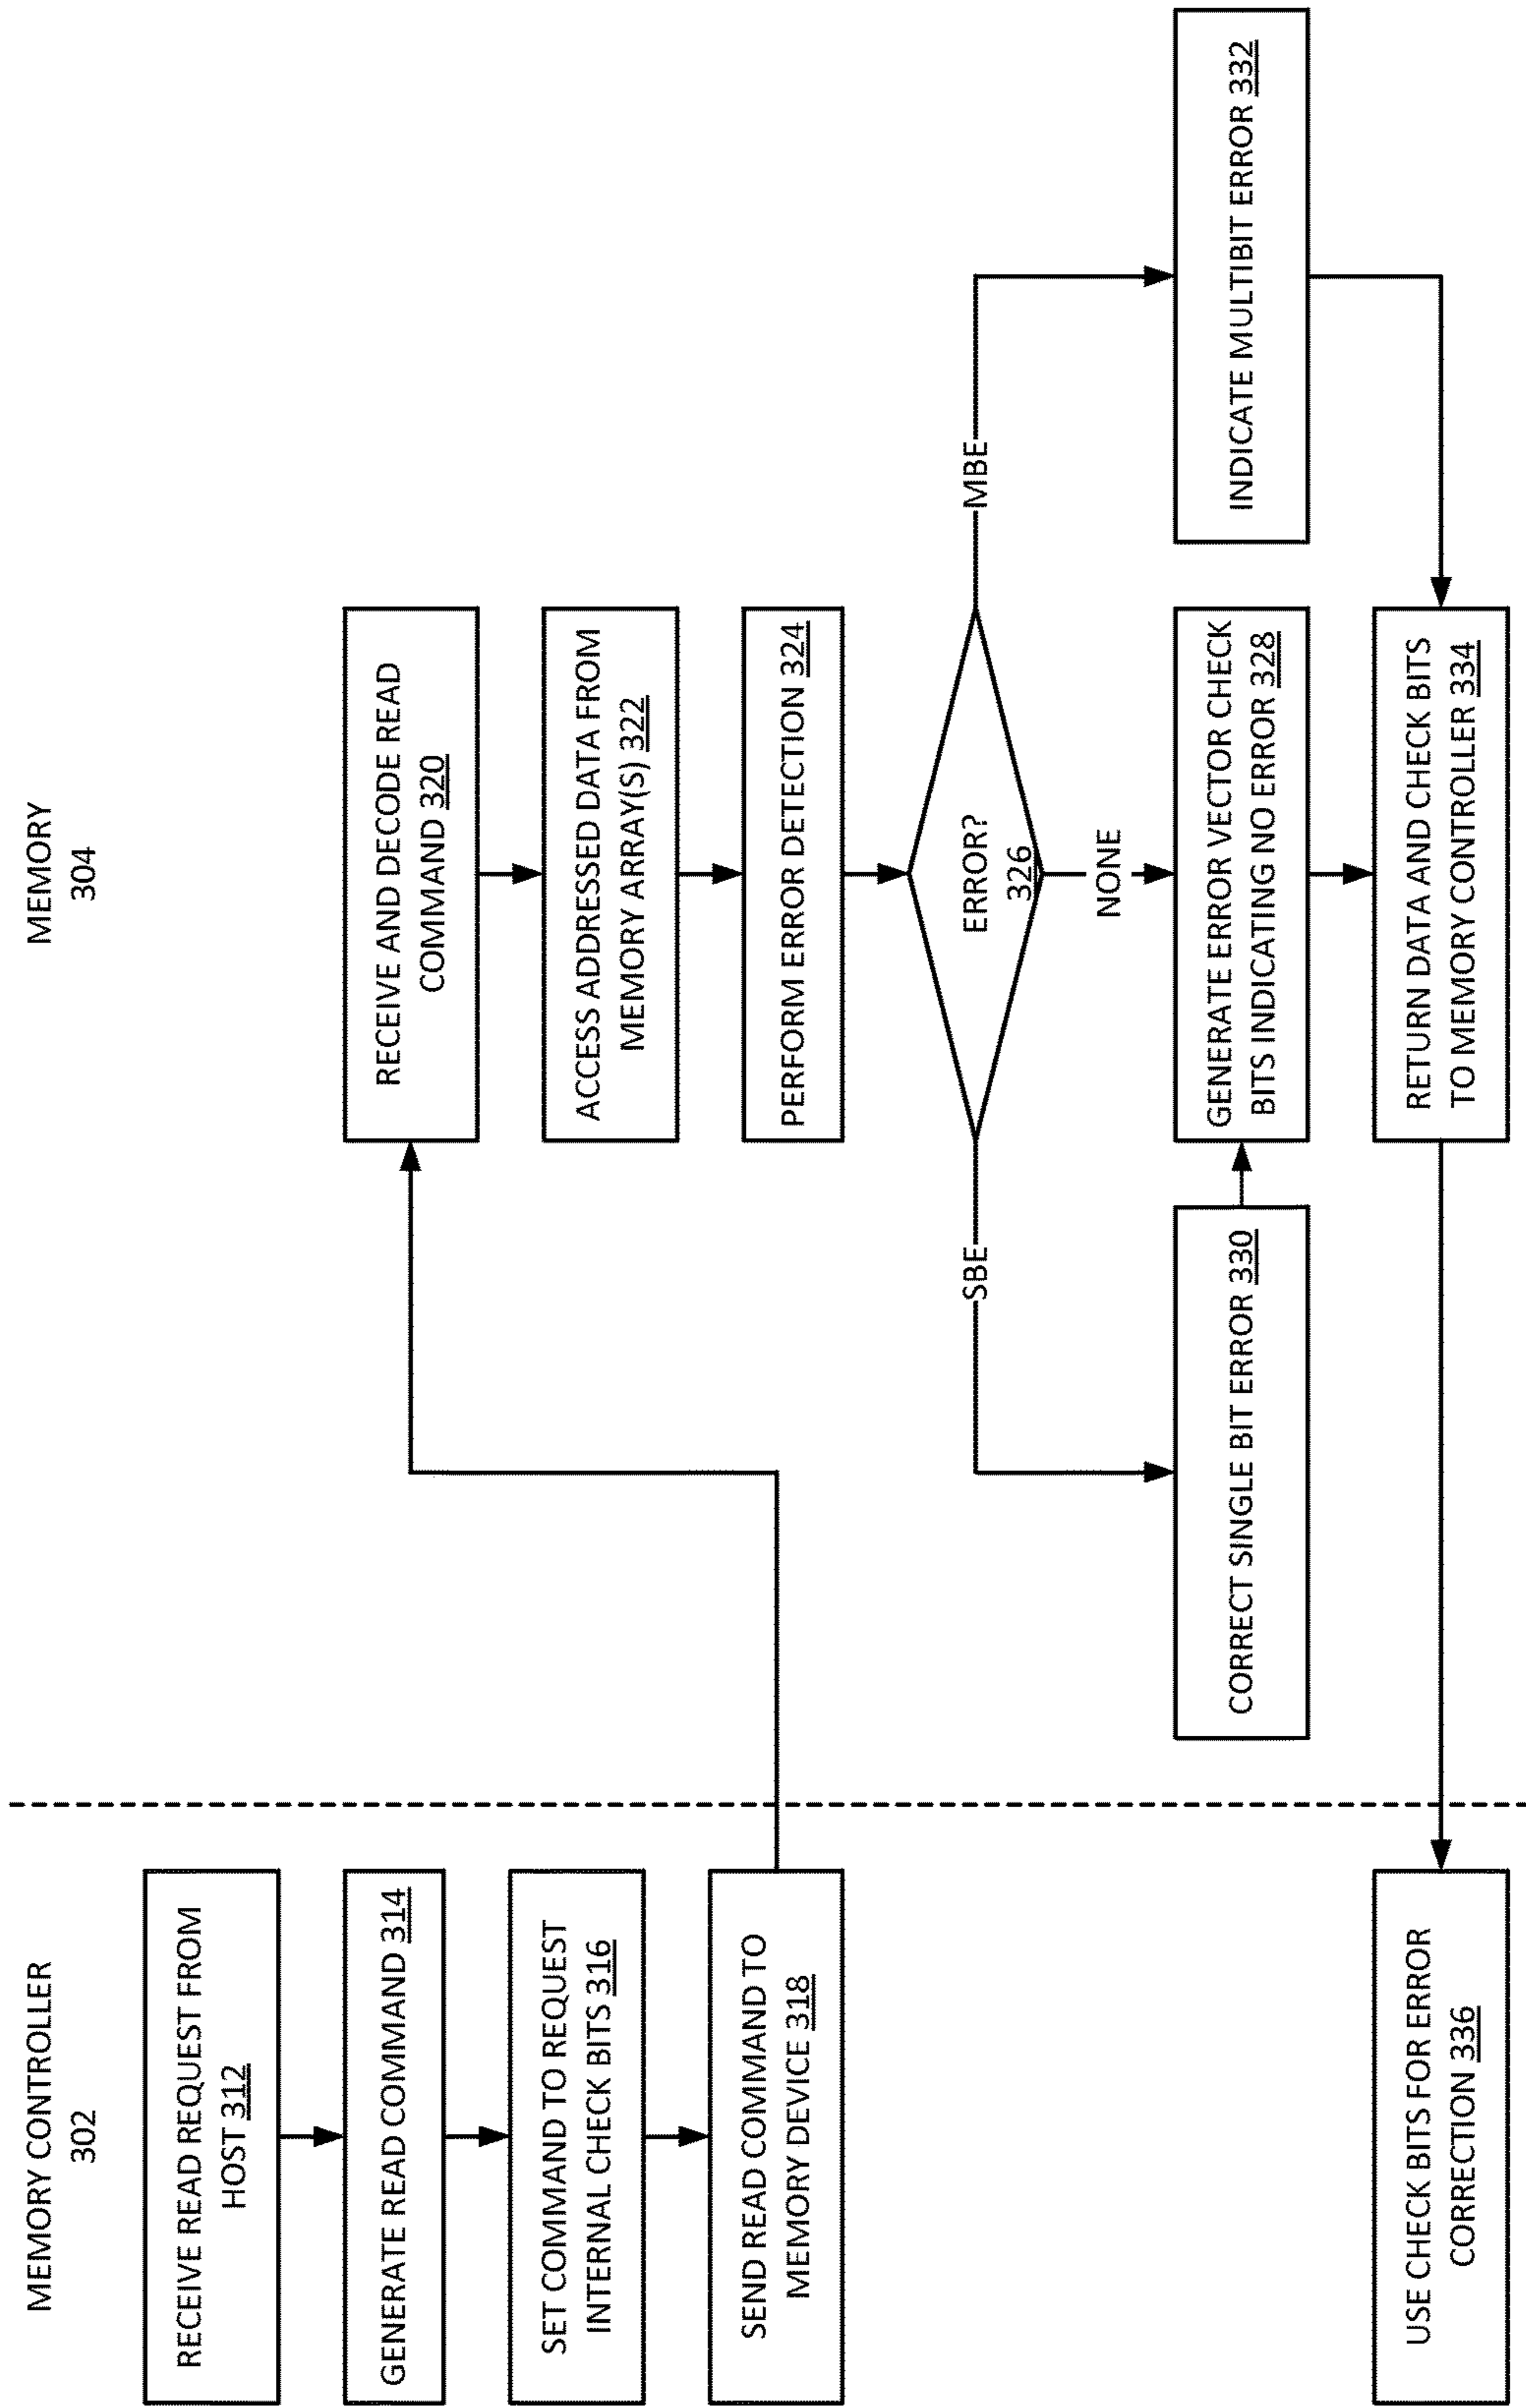 MEMORY CONTROLLER
302
RECEIVE READ REQUEST FROM
HOST 312
GENERATE READ COMMAND 314
SET COMMAND TO REQUEST
INTERNAL CHECK BITS 316
SEND READ COMMAND TO
MEMORY DEVICE 318
USE CHECK BITS FOR ERROR
CORRECTION 336
MEMORY
304
RECEIVE AND DECODE READ
COMMAND 320
ACCESS ADDRESSED DATA FROM
MEMORY ARRAY(S) 322
PERFORM ERROR DETECTION 324
ERROR?
326
SBE
NONE
MBE
CORRECT SINGLE BIT ERROR 330
GENERATE ERROR VECTOR CHECK
BITS INDICATING NO ERROR 328
INDICATE MULTIBIT ERROR 332
RETURN DATA AND CHECK BITS
TO MEMORY CONTROLLER 334